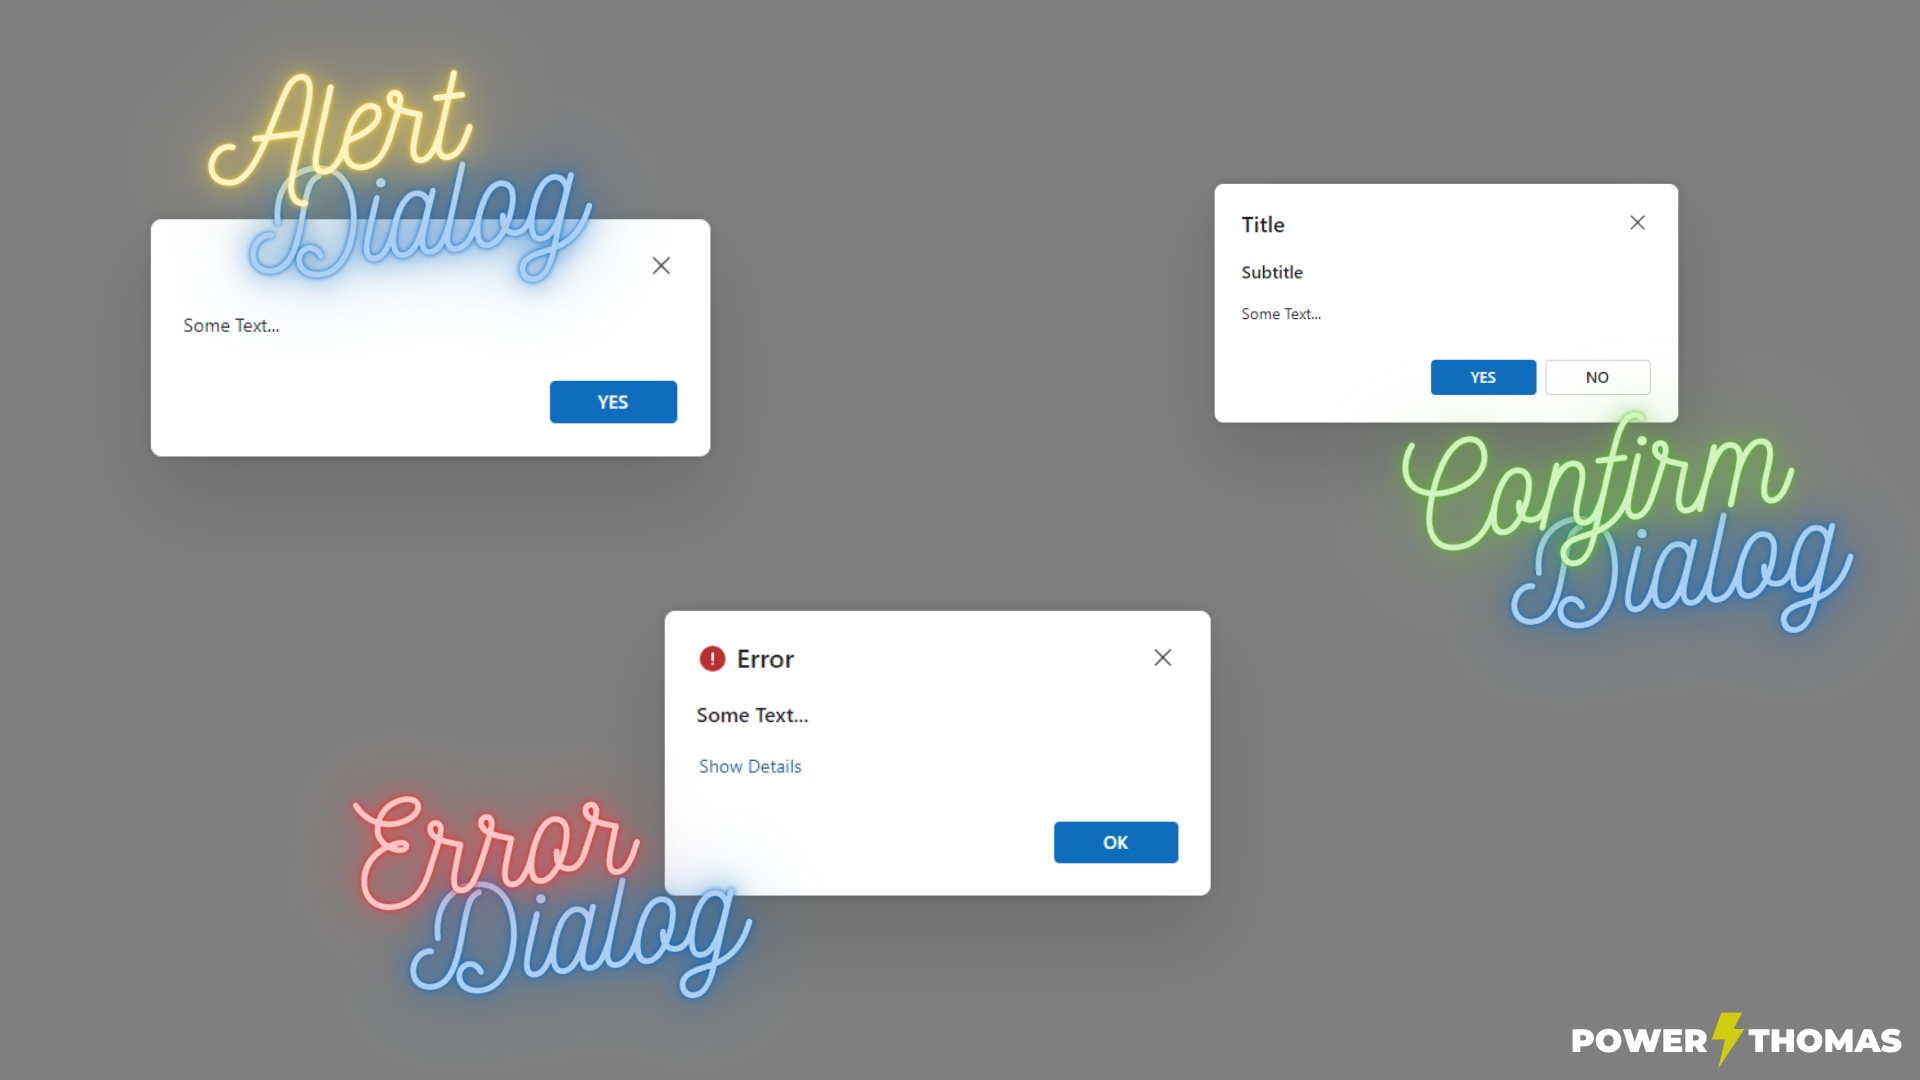 Alert
Dialog
Some Text...
YES
Title
Subtitle
Some Text...
YES NO
Confirm
Dialog
Error
Some Text...
Show Details
OK
Error
Dialog
POWER THOMAS